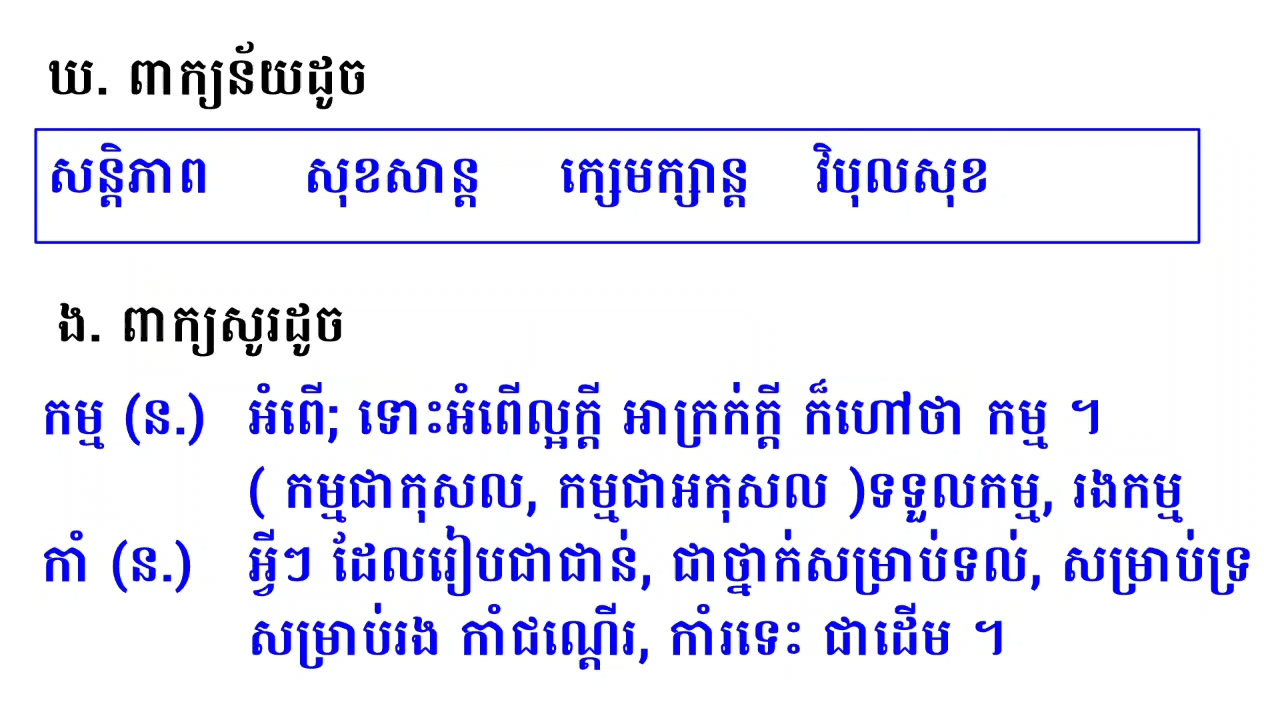 ឃ. ពាក្យន័យដូច
សន្តិភាព សុខសាន្ត ក្សេមក្សាន្ត វិបុលសុខ
ង. ពាក្យសូរដូច
កម្ម (ន.) អំពើ; ទោះអំពើល្អក្តី អាក្រក់ក្តី ក៏ហៅថា កម្ម ។
( កម្មជាកុសល, កម្មជាអកុសល )ទទួលកម្ម, រងកម្ម
កាំ (ន.) អ្វីៗ ដែលរៀបជាជាន់, ជាថ្នាក់សម្រាប់ទល់, សម្រាប់ទ្រ
សម្រាប់រង កាំជណ្តើរ, កាំរទេះ ជាដើម ។